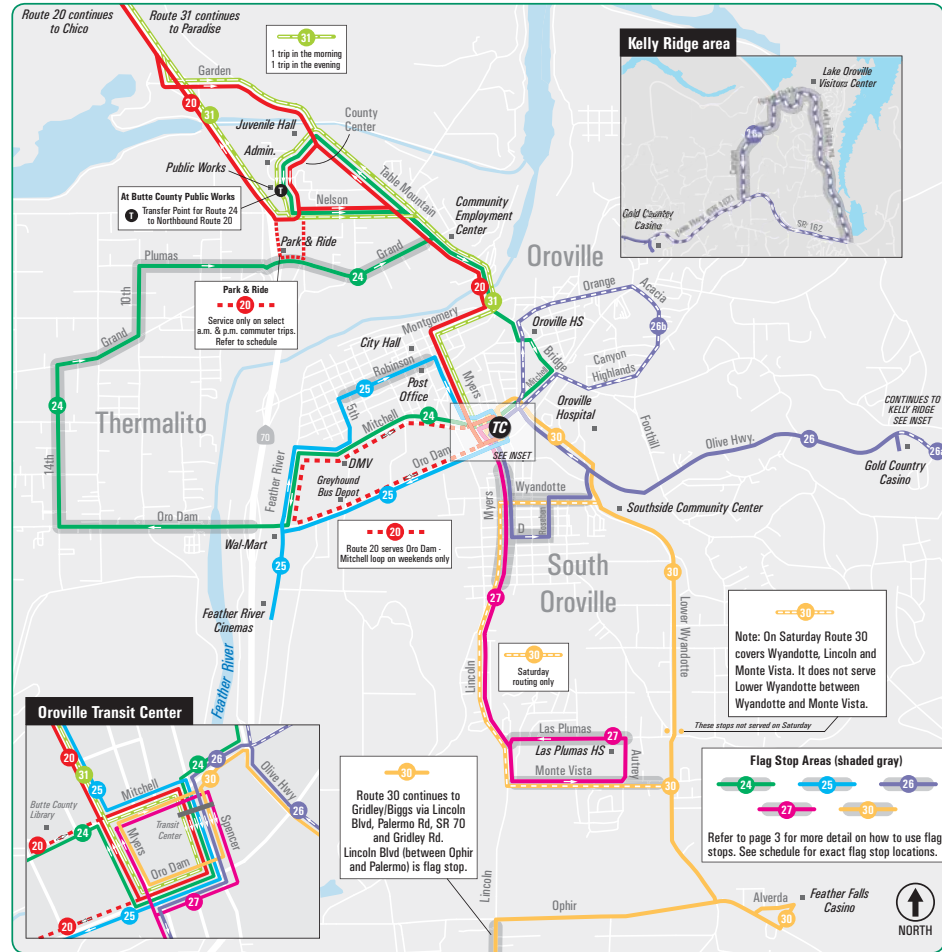 Route 20 continues
to Chico
Route 31 continues
to Paradise
31
1 trip in the morning
1 trip in the evening
Garden
20
31
Juvenile Hall
County
Center
Admin.
Public Works
T
At Butte County Public Works
T Transfer Point for Route 24
to Northbound Route 20
Nelson
Table Mountain
Community
Employment
Center
Park & Ride
Grand
24
Plumas
10th
Grand
Park & Ride
20
Service only on select
a.m. & p.m. commuter trips.
Refer to schedule
20
31
Montgomery
City Hall
Robinson
Post
Office
25
5th
Myers
Mitchell
24
Thermalito
24
14th
70
Feather River
DMV
Greyhound
Bus Depot
Oro Dam
25
Oro Dam
Wal-Mart
25
Feather River
Cinemas
Feather River
20
Route 20 serves Oro Dam -
Mitchell loop on weekends only
Oroville
Orange
Acacia
Oroville HS
26b
Bridge
Canyon
Highlands
Mitchell
Oroville
Hospital
TC
SEE INSET
30
Foothill
Olive Hwy.
26
CONTINUES TO
KELLY RIDGE
SEE INSET
26a
Gold Country
Casino
Wyandotte
Myers
D
Southside Community Center
South
Oroville
27
30
Lower Wyandotte
Lincoln
30
Saturday
routing only
30
Note: On Saturday Route 30
covers Wyandotte, Lincoln and
Monte Vista. It does not serve
Lower Wyandotte between
Wyandotte and Monte Vista.
These stops not served on Saturday
Las Plumas
27
Las Plumas HS
Autrey
Monte Vista
30
30
Route 30 continues to
Gridley/Biggs via Lincoln
Blvd, Palermo Rd, SR 70
and Gridley Rd.
Lincoln Blvd (between Ophir
and Palermo) is flag stop.
Flag Stop Areas (shaded gray)
24
25
26
27
30
Refer to page 3 for more detail on how to use flag
stops. See schedule for exact flag stop locations.
Lincoln
Ophir
Alverda
30
Feather Falls
Casino
NORTH
Kelly Ridge area
Lake Oroville
Visitors Center
26a
Gold Country
Casino
SR 162
Oroville Transit Center
20
31
25
Mitchell
24
26
30
Olive Hwy
26
Butte County
Library
Transit
Center
Spencer
24
20
Myers
Oro Dam
20
25
27